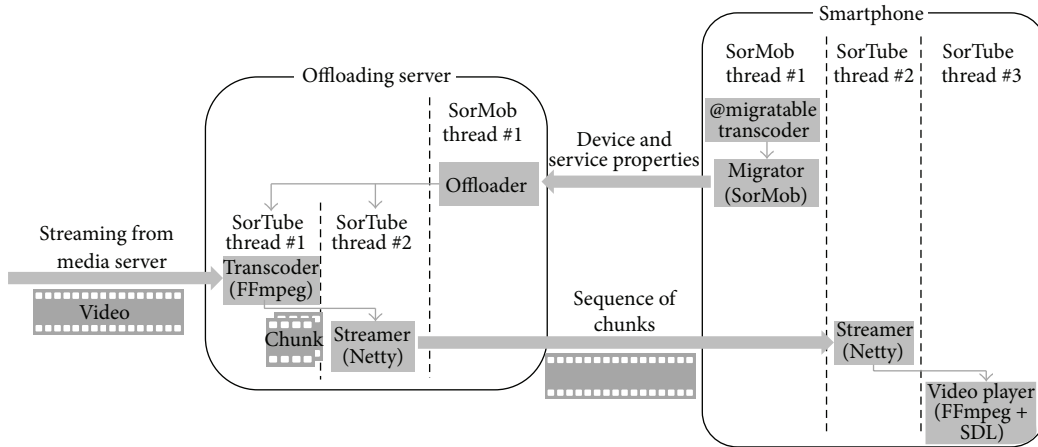 Smartphone
SorMob
thread #1
SorTube
thread #2
SorTube
thread #3
@migratable
transcoder
Migrator
(SorMob)
Device and
service properties
Offloading server
SorMob
thread #1
Offloader
SorTube
thread #1
SorTube
thread #2
Streaming from
media server
Video
Transcoder
(FFmpeg)
Chunk
Streamer
(Netty)
Sequence of
chunks
Streamer
(Netty)
Video player
(FFmpeg +
SDL)